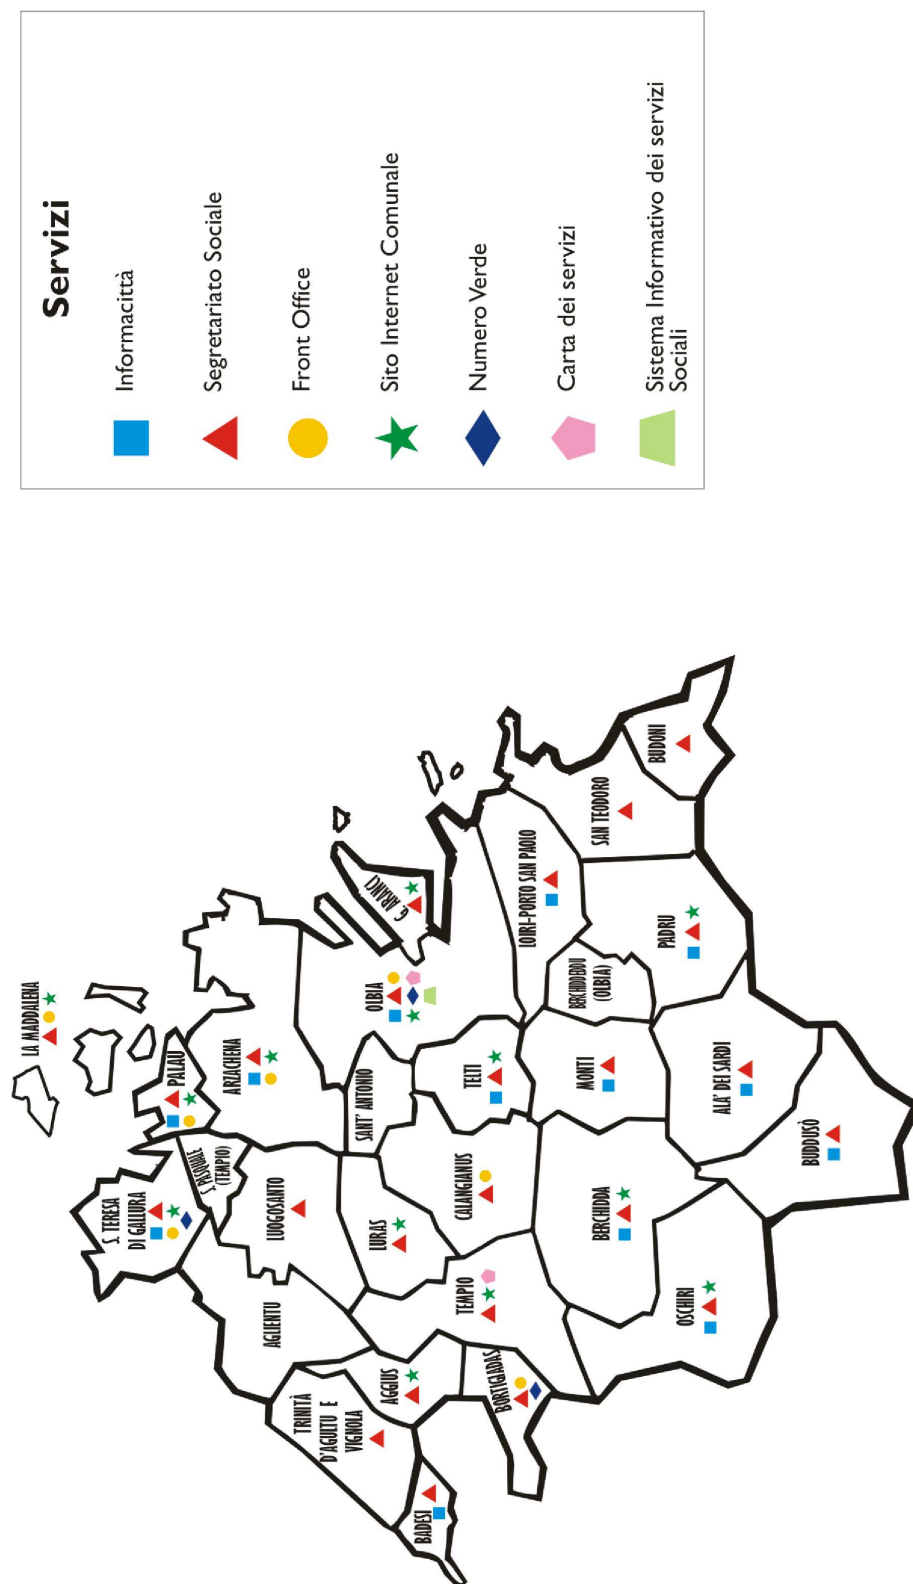 Servizi
Informacittà
Segretariato Sociale
Front Office
Sito Internet Comunale
Numero Verde
Carta dei servizi
Sistema Informativo dei servizi
Sociali
LA MADDALENA
S. TERESA
DI GALLURA
PALAU
S. PASQUALE
(TEMPIO)
ARZACHENA
AGLIENTU
LUOGOSANTO
TRINITÀ
D'AGULTU E
VIGNOLA
AGGIUS
LURAS
SANT' ANTONIO
OLBIA
G. ARANCI
BADESI
BORTIGIADAS
TEMPIO
CALANGIANUS
TELTI
LOIRI-PORTO SAN PAOLO
BERCHIDDEDU
(OLBIA)
MONTI
BERCHIDDA
SAN TEODORO
BUDONI
PADRU
OSCHIRI
ALA' DEI SARDI
BUDDUSÒ